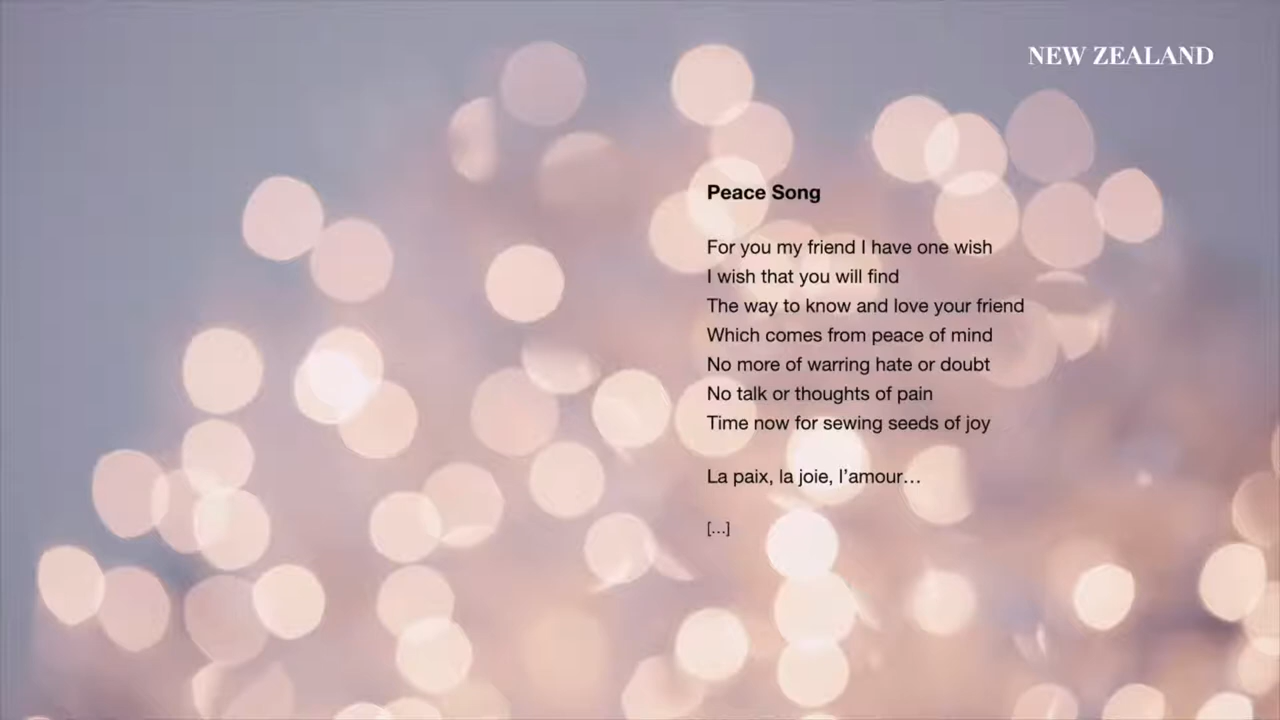 NEW ZEALAND
Peace Song
For you my friend I have one wish
I wish that you will find
The way to know and love your friend
Which comes from peace of mind
No more of warring hate or doubt
No talk or thoughts of pain
Time now for sewing seeds of joy
La paix, la joie, l’amour…
[…]